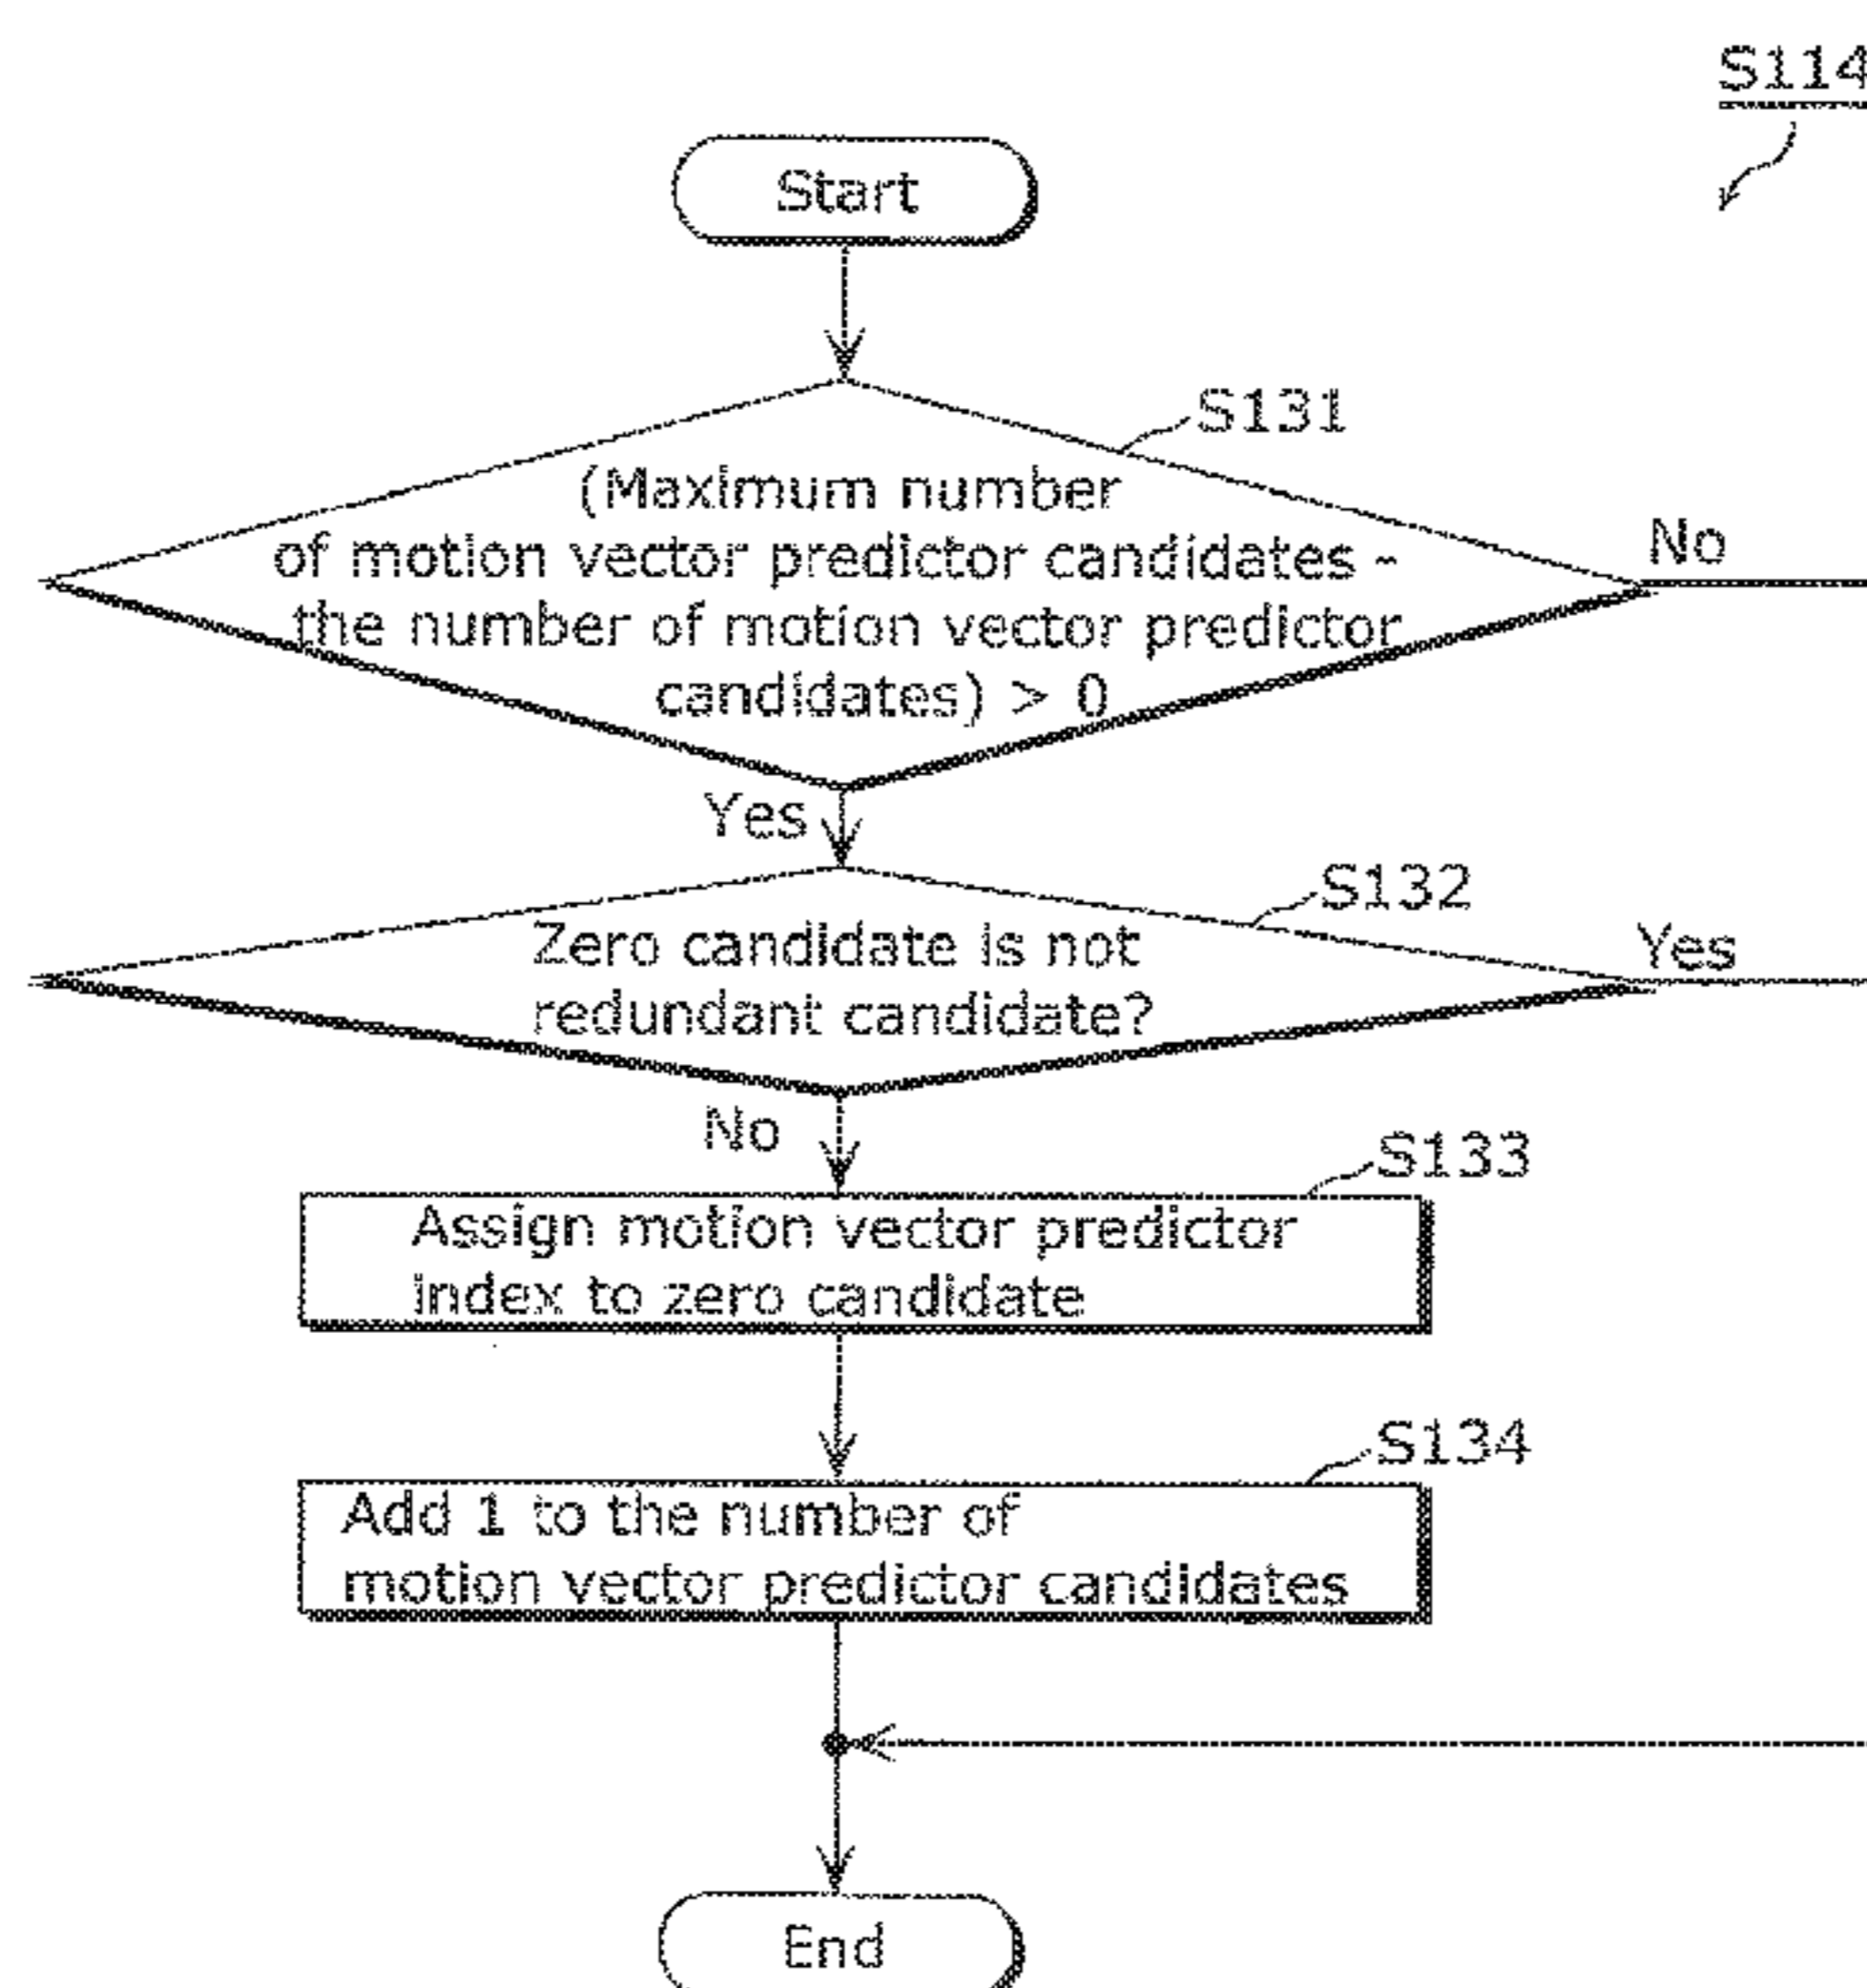 S114
Start
S131
(Maximum number
of motion vector predictor candidates -
the number of motion vector predictor
candidates) > 0
No
Yes
S132
Zero candidate is not
redundant candidate?
Yes
No
S133
Assign motion vector predictor
index to zero candidate
S134
Add 1 to the number of
motion vector predictor candidates
End